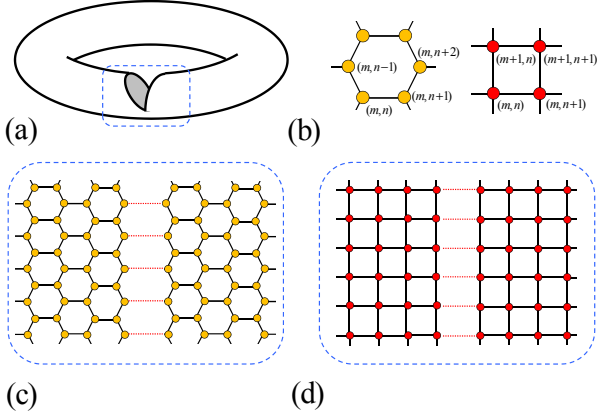 (a)
(b)
(m,n+2)
(m,n−1)
(m,n+1)
(m,n)
(m+1,n)
(m+1,n+1)
(m,n)
(m,n+1)
(c)
(d)